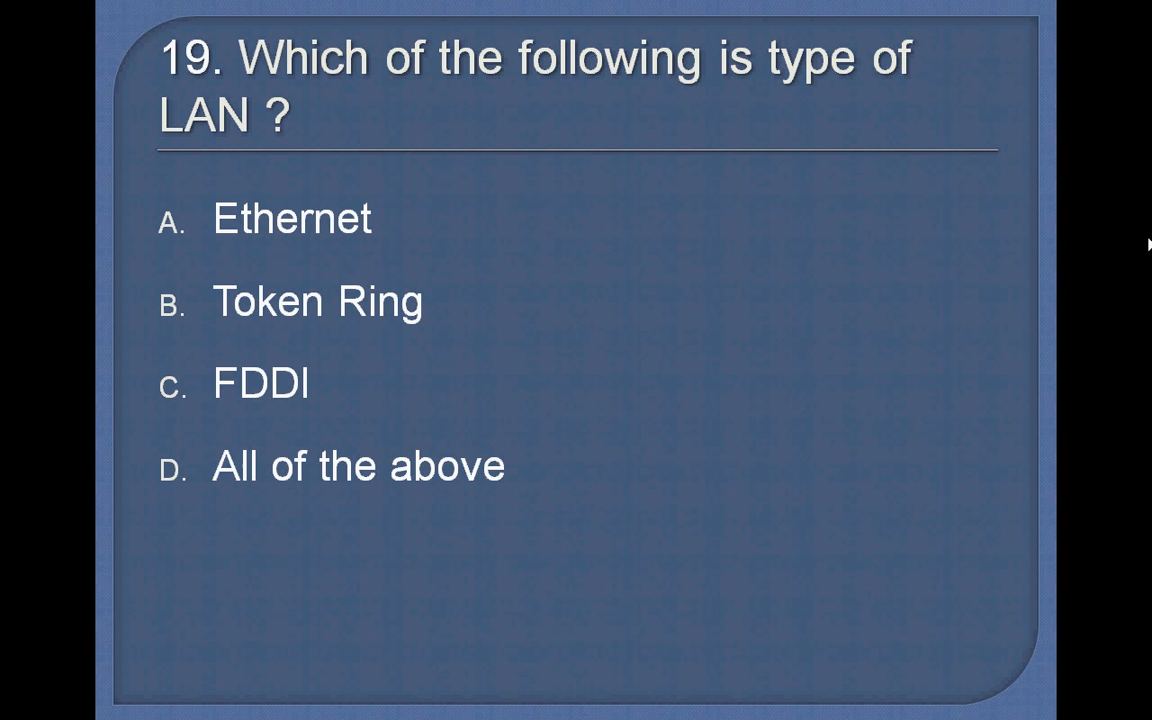 19. Which of the following is type of
LAN ?
A. Ethernet
B. Token Ring
C. FDDI
D. All of the above